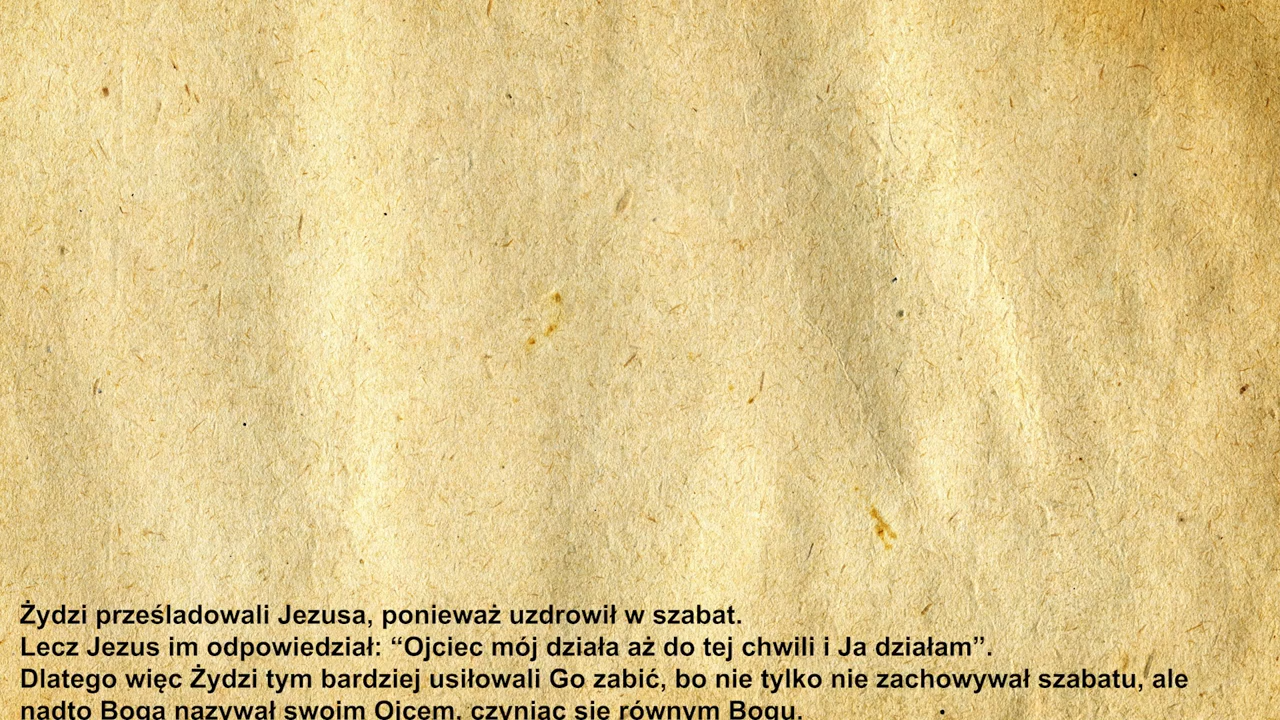 Żydzi prześladowali Jezusa, ponieważ uzdrowił w szabat.
Lecz Jezus im odpowiedział: “Ojciec mój działa aż do tej chwili i Ja działam”.
Dlatego więc Żydzi tym bardziej usiłowali Go zabić, bo nie tylko nie zachowywał szabatu, ale
nadto Boga nazywał swoim Ojcem, czyniąc się równym Bogu.